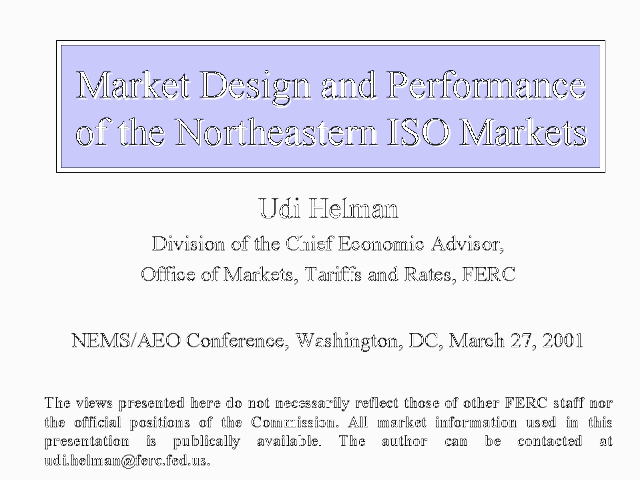 Market Design and Performance
of the Northeastern ISO Markets
Udi Helman
Division of the Chief Economic Advisor,
Office of Markets, Tariffs and Rates, FERC
NEMS/AEO Conference, Washington, DC, March 27, 2001
The views presented here do not necessarily reflect those of other FERC staff nor
the official positions of the Commission. All market information used in this
presentation is publically available. The author can be contacted at
udi.helman@ferc.fed.us.